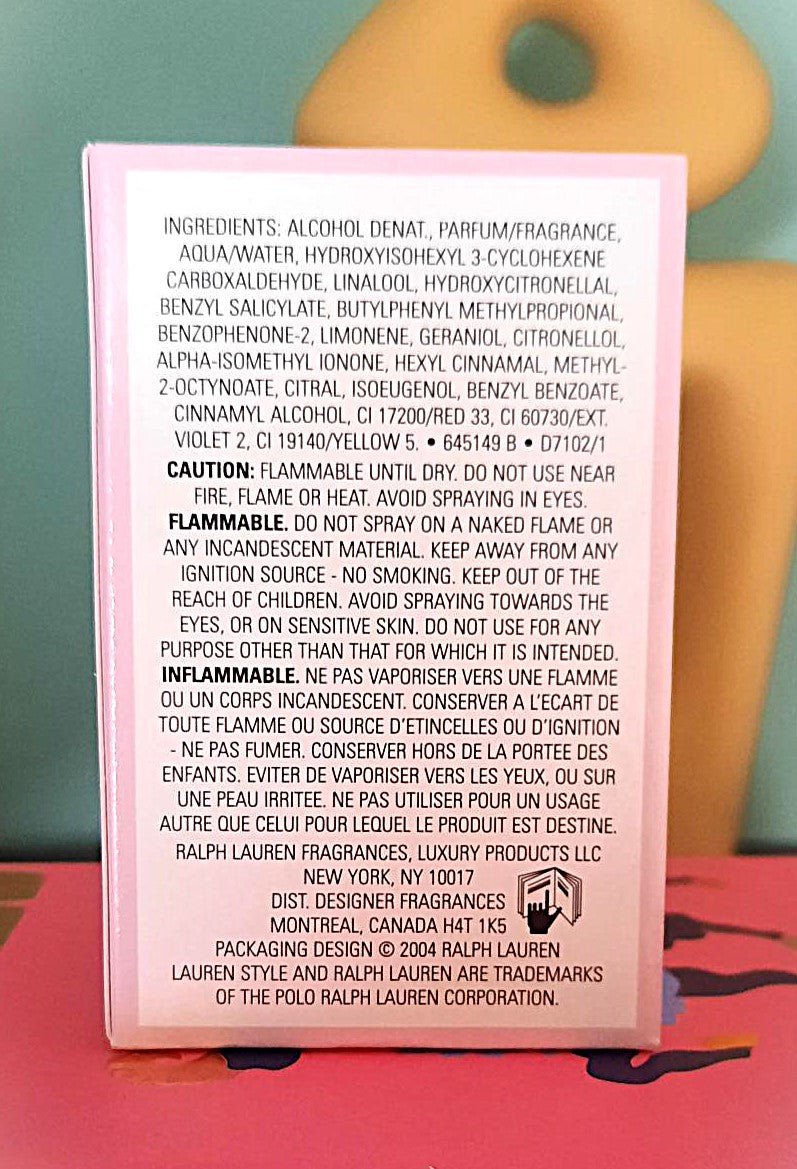 INGREDIENTS: ALCOHOL DENAT., PARFUM/FRAGRANCE,
AQUA/WATER, HYDROXYISOHEXYL 3-CYCLOHEXENE
CARBOXALDEHYDE, LINALOOL, HYDROXYCITRONELLAL,
BENZYL SALICYLATE, BUTYLPHENYL METHYLPROPIONAL,
BENZOPHENONE-2, LIMONENE, GERANIOL, CITRONELLOL,
ALPHA-ISOMETHYL IONONE, HEXYL CINNAMAL, METHYL-
2-OCTYNOATE, CITRAL, ISOEUGENOL, BENZYL BENZOATE,
CINNAMYL ALCOHOL, CI 17200/RED 33, CI 60730/EXT.
VIOLET 2, CI 19140/YELLOW 5. • 645149 B • D7102/1
CAUTION: FLAMMABLE UNTIL DRY. DO NOT USE NEAR
FIRE, FLAME OR HEAT. AVOID SPRAYING IN EYES.
FLAMMABLE. DO NOT SPRAY ON A NAKED FLAME OR
ANY INCANDESCENT MATERIAL. KEEP AWAY FROM ANY
IGNITION SOURCE - NO SMOKING. KEEP OUT OF THE
REACH OF CHILDREN. AVOID SPRAYING TOWARDS THE
EYES, OR ON SENSITIVE SKIN. DO NOT USE FOR ANY
PURPOSE OTHER THAN THAT FOR WHICH IT IS INTENDED.
INFLAMMABLE. NE PAS VAPORISER VERS UNE FLAMME
OU UN CORPS INCANDESCENT. CONSERVER A L'ECART DE
TOUTE FLAMME OU SOURCE D'ETINCELLES OU D'IGNITION
- NE PAS FUMER. CONSERVER HORS DE LA PORTEE DES
ENFANTS. EVITER DE VAPORISER VERS LES YEUX, OU SUR
UNE PEAU IRRITEE. NE PAS UTILISER POUR UN USAGE
AUTRE QUE CELUI POUR LEQUEL LE PRODUIT EST DESTINE.
RALPH LAUREN FRAGRANCES, LUXURY PRODUCTS LLC
NEW YORK, NY 10017
DIST. DESIGNER FRAGRANCES
MONTREAL, CANADA H4T 1K5
PACKAGING DESIGN © 2004 RALPH LAUREN
LAUREN STYLE AND RALPH LAUREN ARE TRADEMARKS
OF THE POLO RALPH LAUREN CORPORATION.